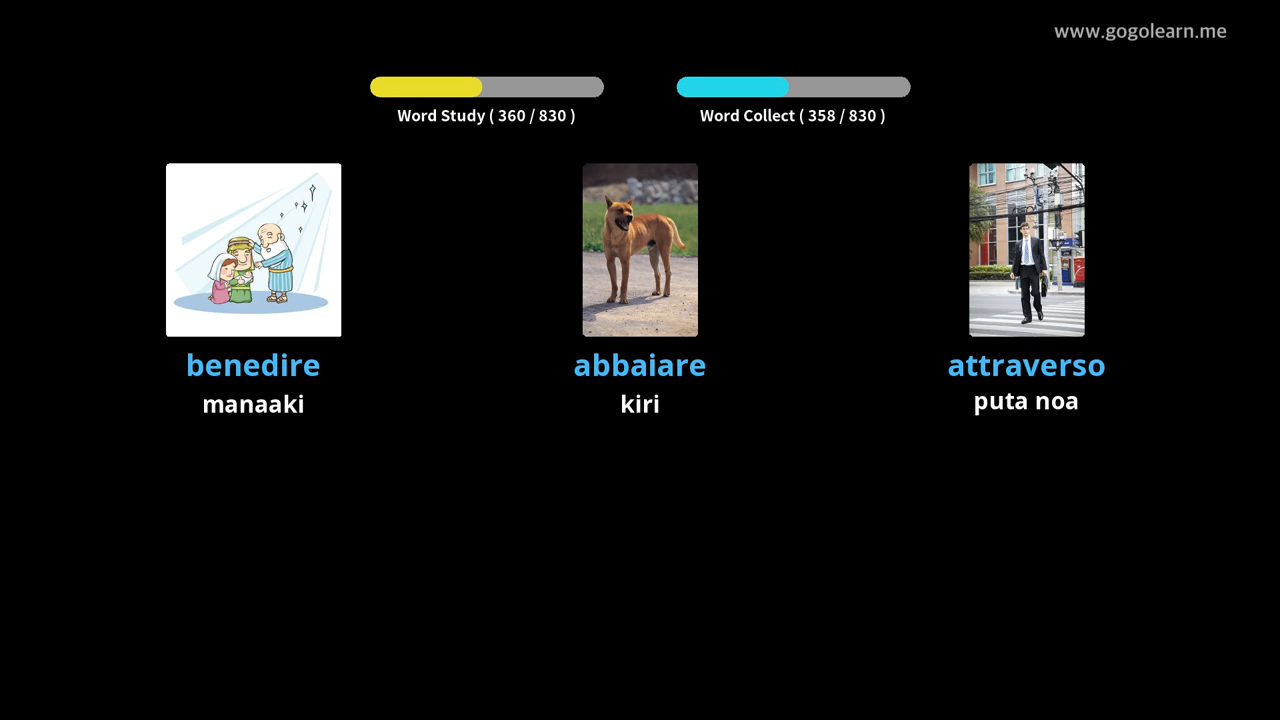 www.gogolearn.me
Word Study ( 360 / 830 )
Word Collect ( 358 / 830 )
benedire
manaaki
abbaiare
kiri
attraverso
puta noa